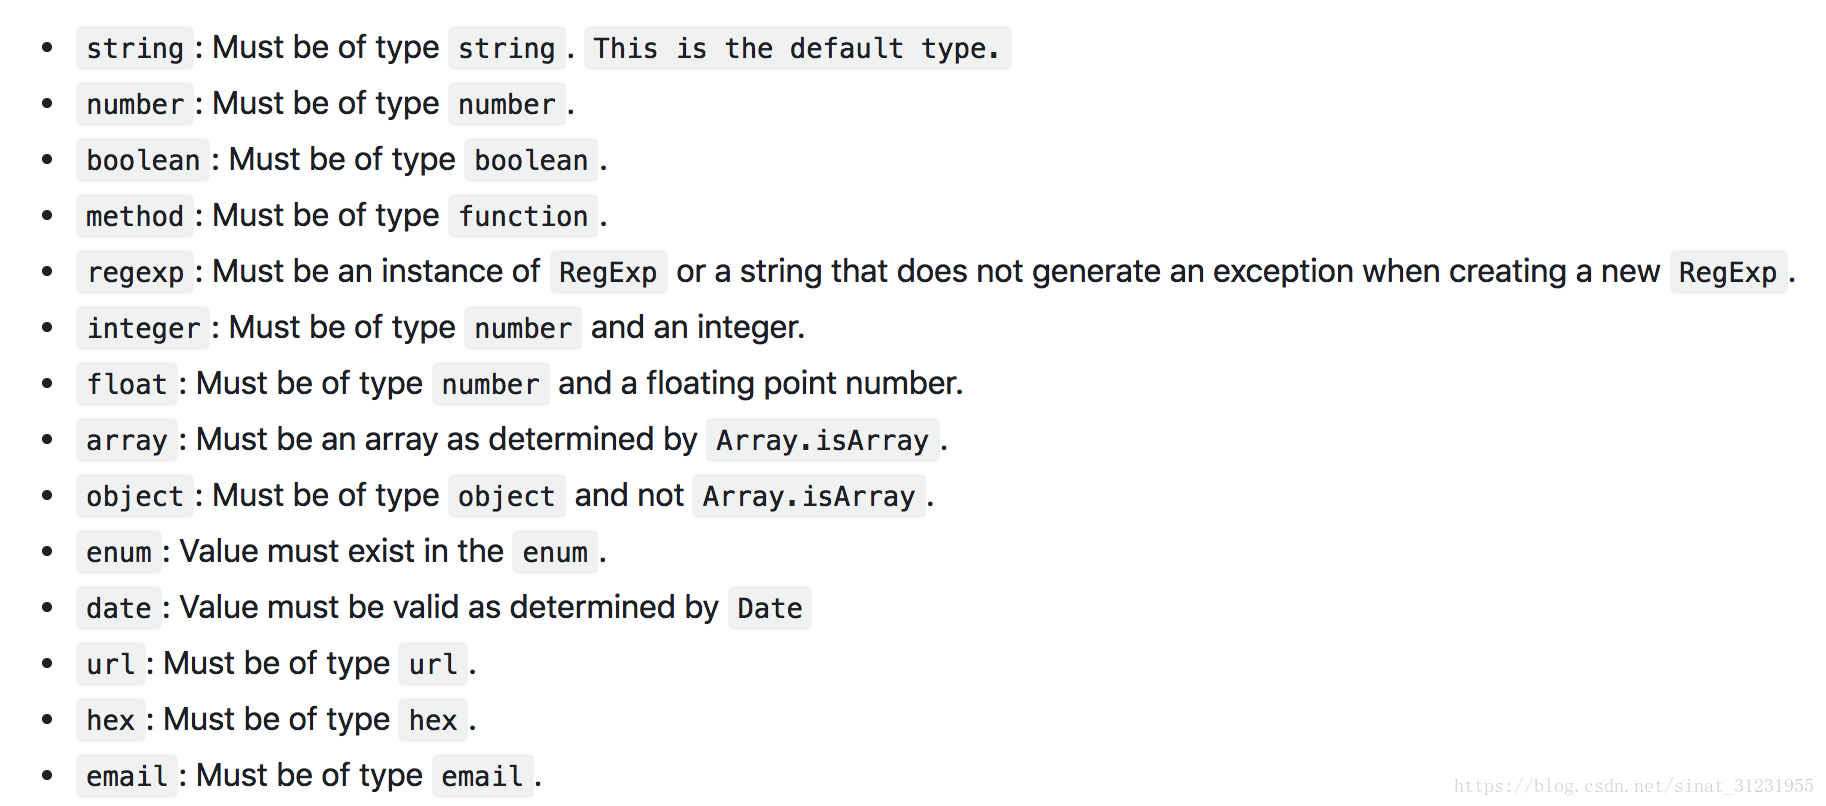 • string: Must be of type string. This is the default type.
• number: Must be of type number.
• boolean: Must be of type boolean.
• method: Must be of type function.
• regexp: Must be an instance of RegExp or a string that does not generate an exception when creating a new RegExp.
• integer: Must be of type number and an integer.
• float: Must be of type number and a floating point number.
• array: Must be an array as determined by Array.isArray.
• object: Must be of type object and not Array.isArray.
• enum: Value must exist in the enum.
• date: Value must be valid as determined by Date
• url: Must be of type url.
• hex: Must be of type hex.
• email: Must be of type email.
https://blog.csdn.net/sinat_31231955